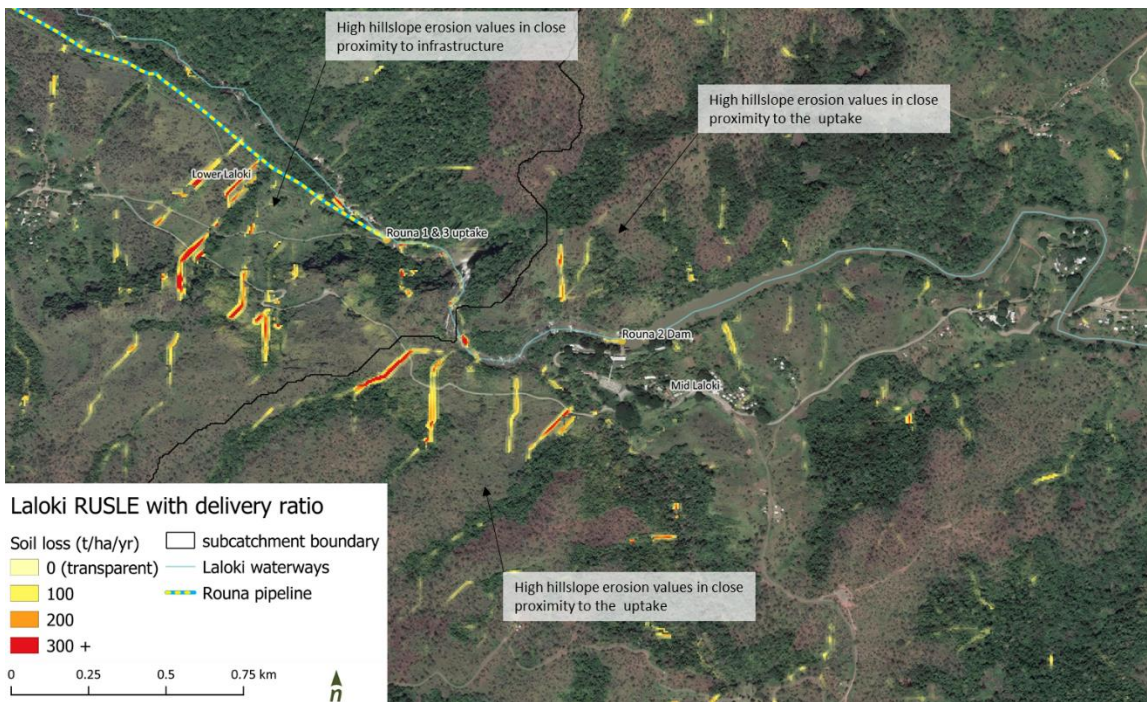 High hillslope erosion values in close
proximity to infrastructure
High hillslope erosion values in close
proximity to the uptake
Lower Laloki
Rouna 1 & 3 uptake
Rouna 2 Dam
Mid Laloki
High hillslope erosion values in close
proximity to the uptake
Laloki RUSLE with delivery ratio
Soil loss (t/ha/yr)
0 (transparent)
100
200
300 +
subcatchment boundary
Laloki waterways
Rouna pipeline
0 0.25 0.5 0.75 km
n